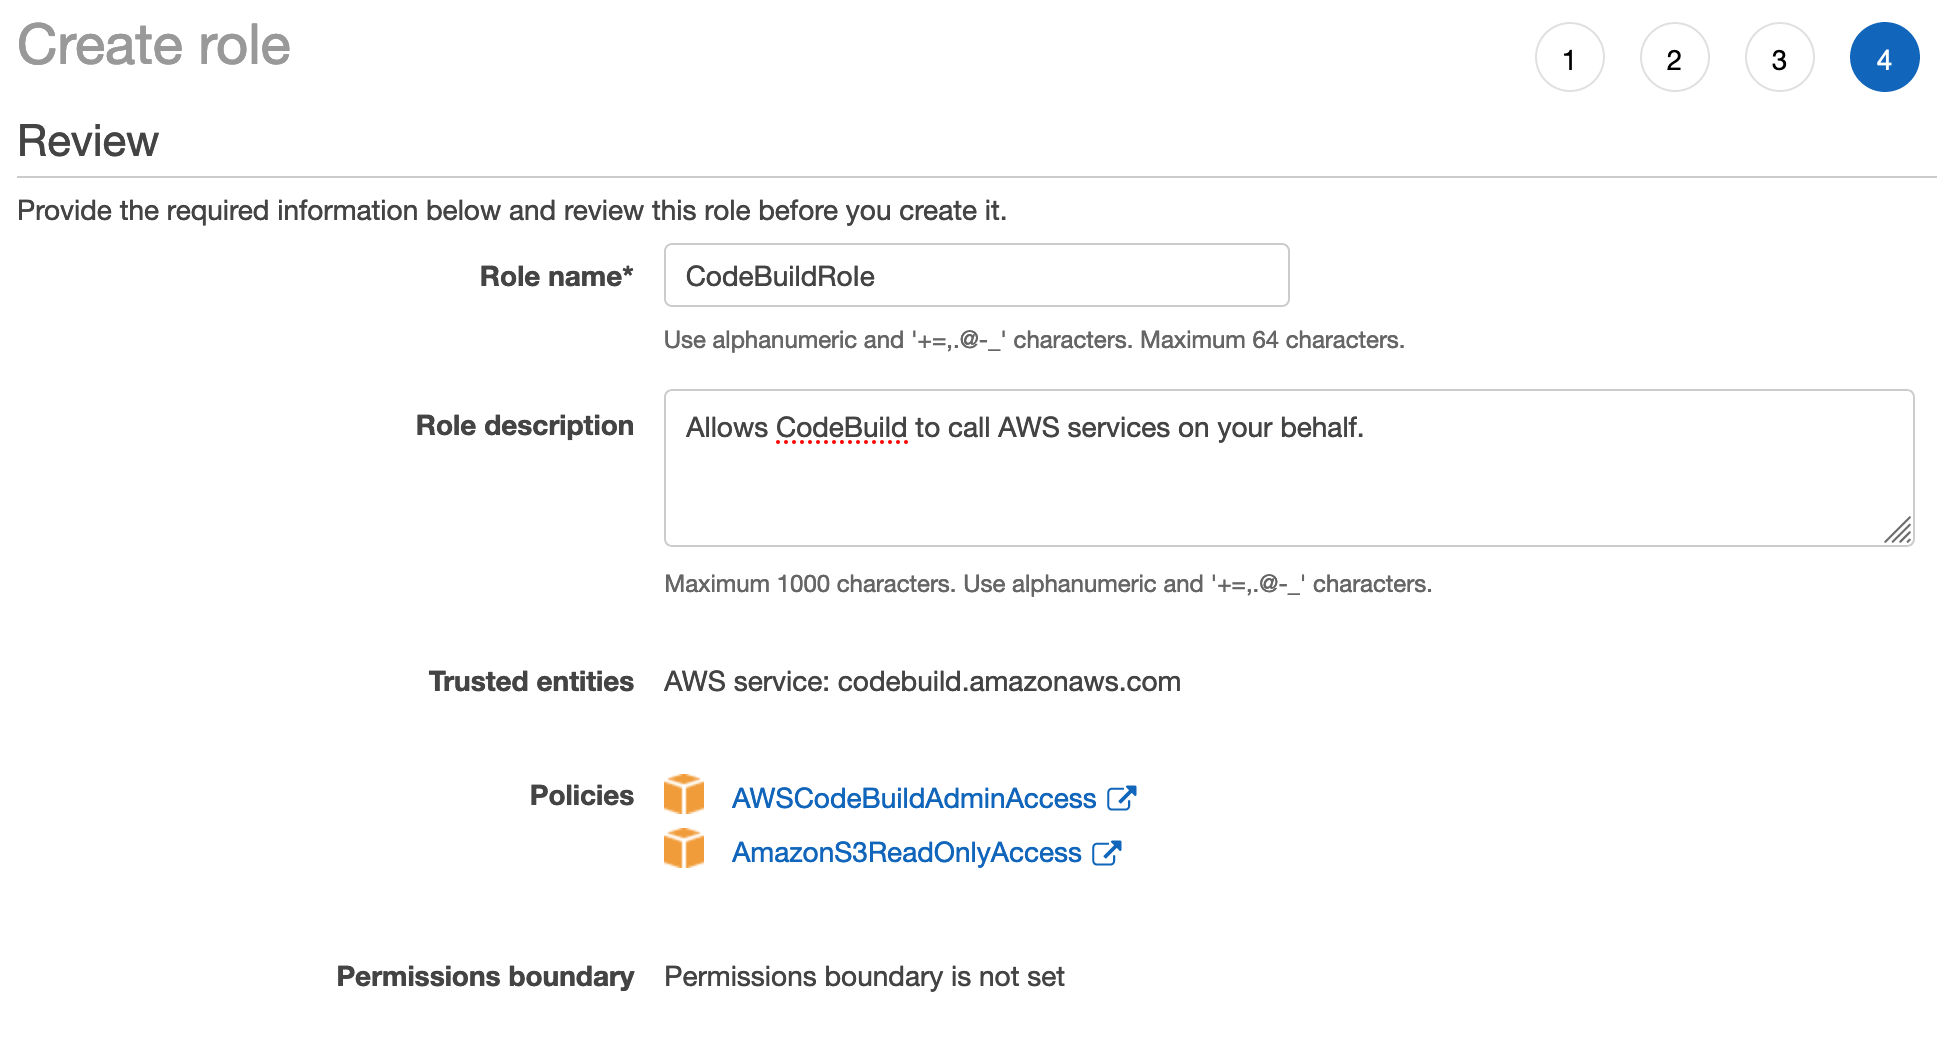 Create role
1 2 3 4
Review
Provide the required information below and review this role before you create it.
Role name* CodeBuildRole
Use alphanumeric and '+=,.@-_' characters. Maximum 64 characters.
Role description Allows CodeBuild to call AWS services on your behalf.
Maximum 1000 characters. Use alphanumeric and '+=,.@-_' characters.
Trusted entities AWS service: codebuild.amazonaws.com
Policies AWSCodeBuildAdminAccess
AmazonS3ReadOnlyAccess
Permissions boundary Permissions boundary is not set